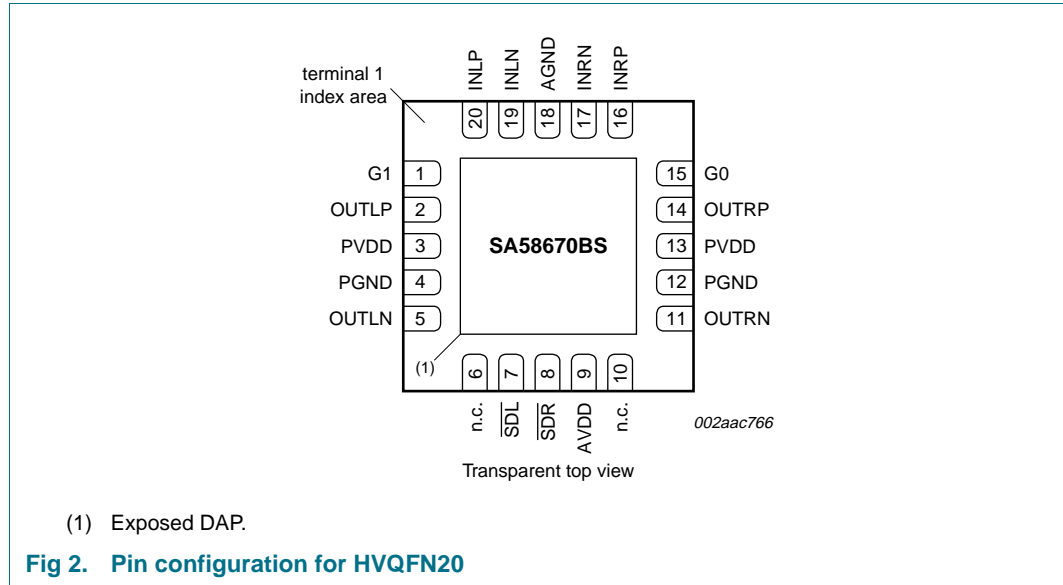 terminal 1
index area
INLP
INLN
AGND
INRN
INRP
20
19
18
17
16
G1 1
15 G0
OUTLP 2
14 OUTRP
PVDD 3
SA58670BS
13 PVDD
PGND 4
12 PGND
OUTLN 5
11 OUTRN
(1)
6
7
8
9
10
n.c.
SDL
SDR
AVDD
n.c.
002aac766
Transparent top view
(1) Exposed DAP.
Fig 2. Pin configuration for HVQFN20